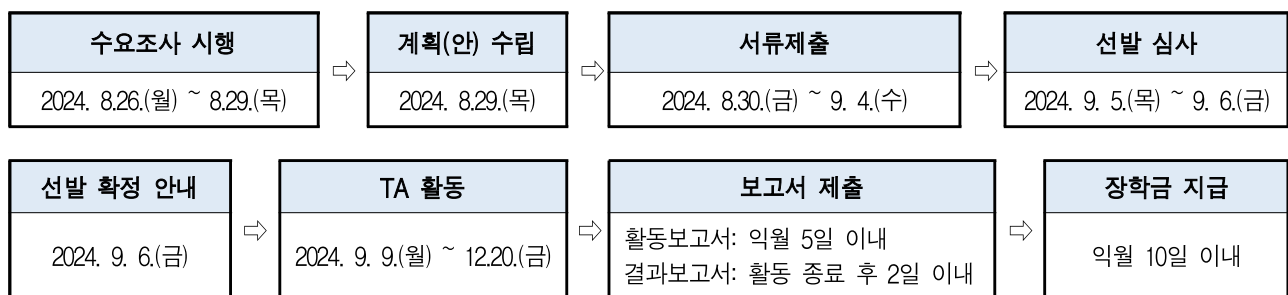 수요조사 시행
2024. 8.26.(월) ~ 8.29.(목)
⇨
계획(안) 수립
2024. 8.29.(목)
⇨
서류제출
2024. 8.30.(금) ~ 9. 4.(수)
⇨
선발 심사
2024. 9. 5.(목) ~ 9. 6.(금)
선발 확정 안내
2024. 9. 6.(금)
⇨
TA 활동
2024. 9. 9.(월) ~ 12.20.(금)
⇨
보고서 제출
활동보고서: 익월 5일 이내
결과보고서: 활동 종료 후 2일 이내
⇨
장학금 지급
익월 10일 이내